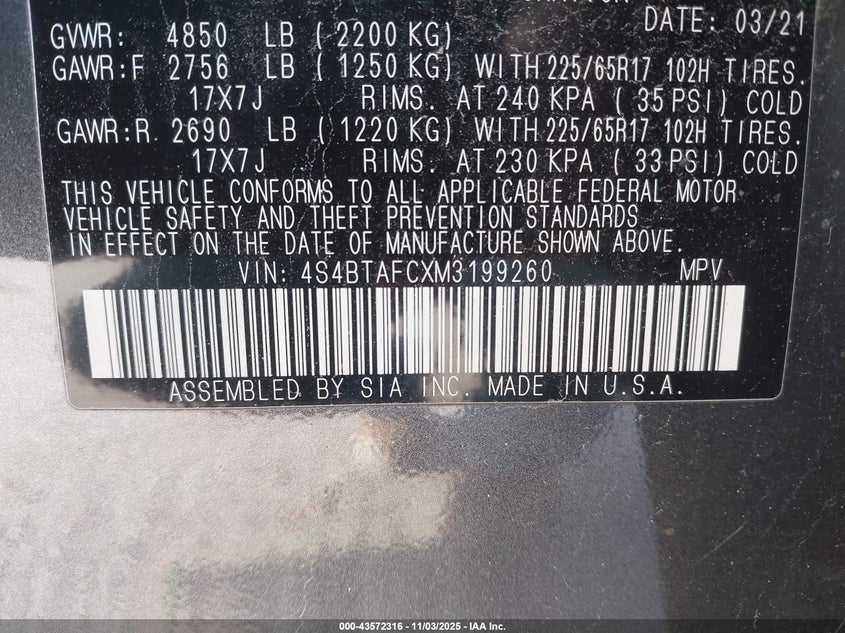 DATE: 03/21
GVWR: 4850 LB ( 2200 KG)
GAWR:F 2756 LB ( 1250 KG) WITH 225/65R17 102H TIRES.
17X7J RIMS. AT 240 KPA ( 35 PSI) COLD
GAWR:R. 2690 LB ( 1220 KG) WITH 225/65R17 102H TIRES.
17X7J RIMS. AT 230 KPA ( 33 PSI) COLD
THIS VEHICLE CONFORMS TO ALL APPLICABLE FEDERAL MOTOR
VEHICLE SAFETY AND THEFT PREVENTION STANDARDS
IN EFFECT ON THE DATE OF MANUFACTURE SHOWN ABOVE.
VIN: 4S4BTAFCXM3199260 MPV
ASSEMBLED BY SIA INC. MADE IN U.S.A.
000-43572316 - 11/03/2025 - IAA Inc.